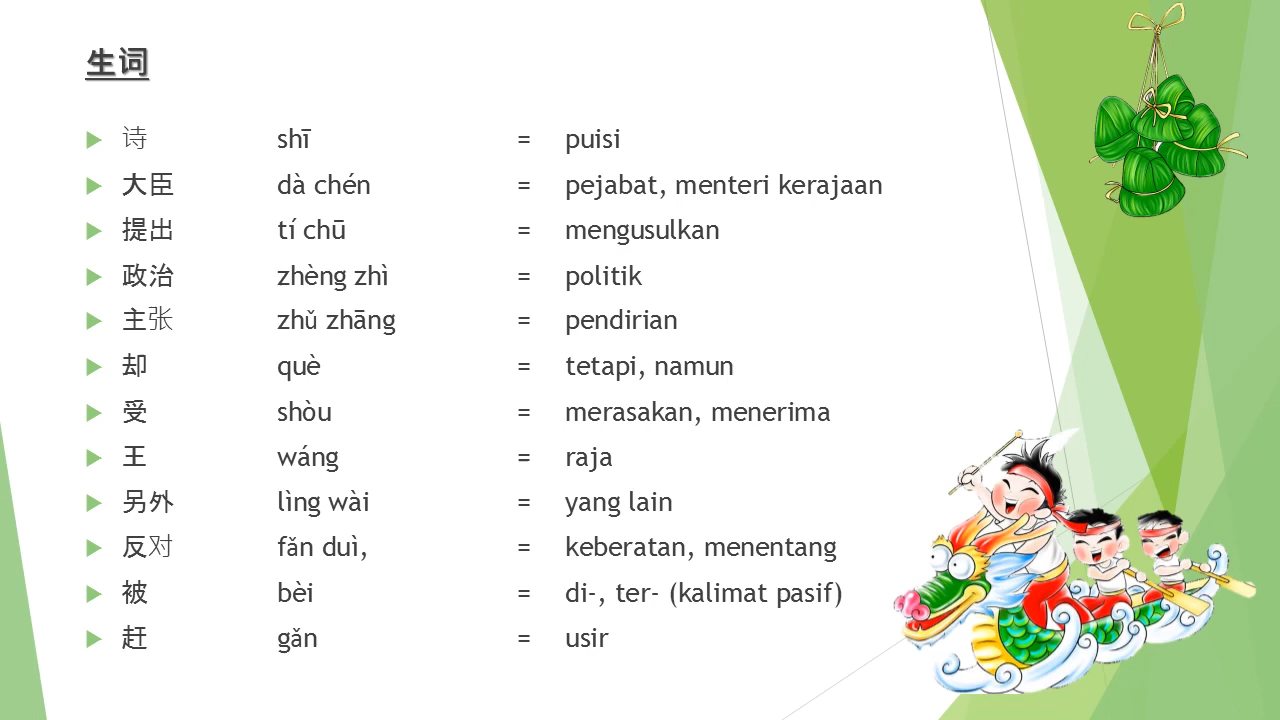 生词
诗 shī = puisi
大臣 dà chén = pejabat, menteri kerajaan
提出 tí chū = mengusulkan
政治 zhèng zhì = politik
主张 zhǔ zhāng = pendirian
却 què = tetapi, namun
受 shòu = merasakan, menerima
王 wáng = raja
另外 lìng wài = yang lain
反对 fǎn duì, = keberatan, menentang
被 bèi = di-, ter- (kalimat pasif)
赶 gǎn = usir